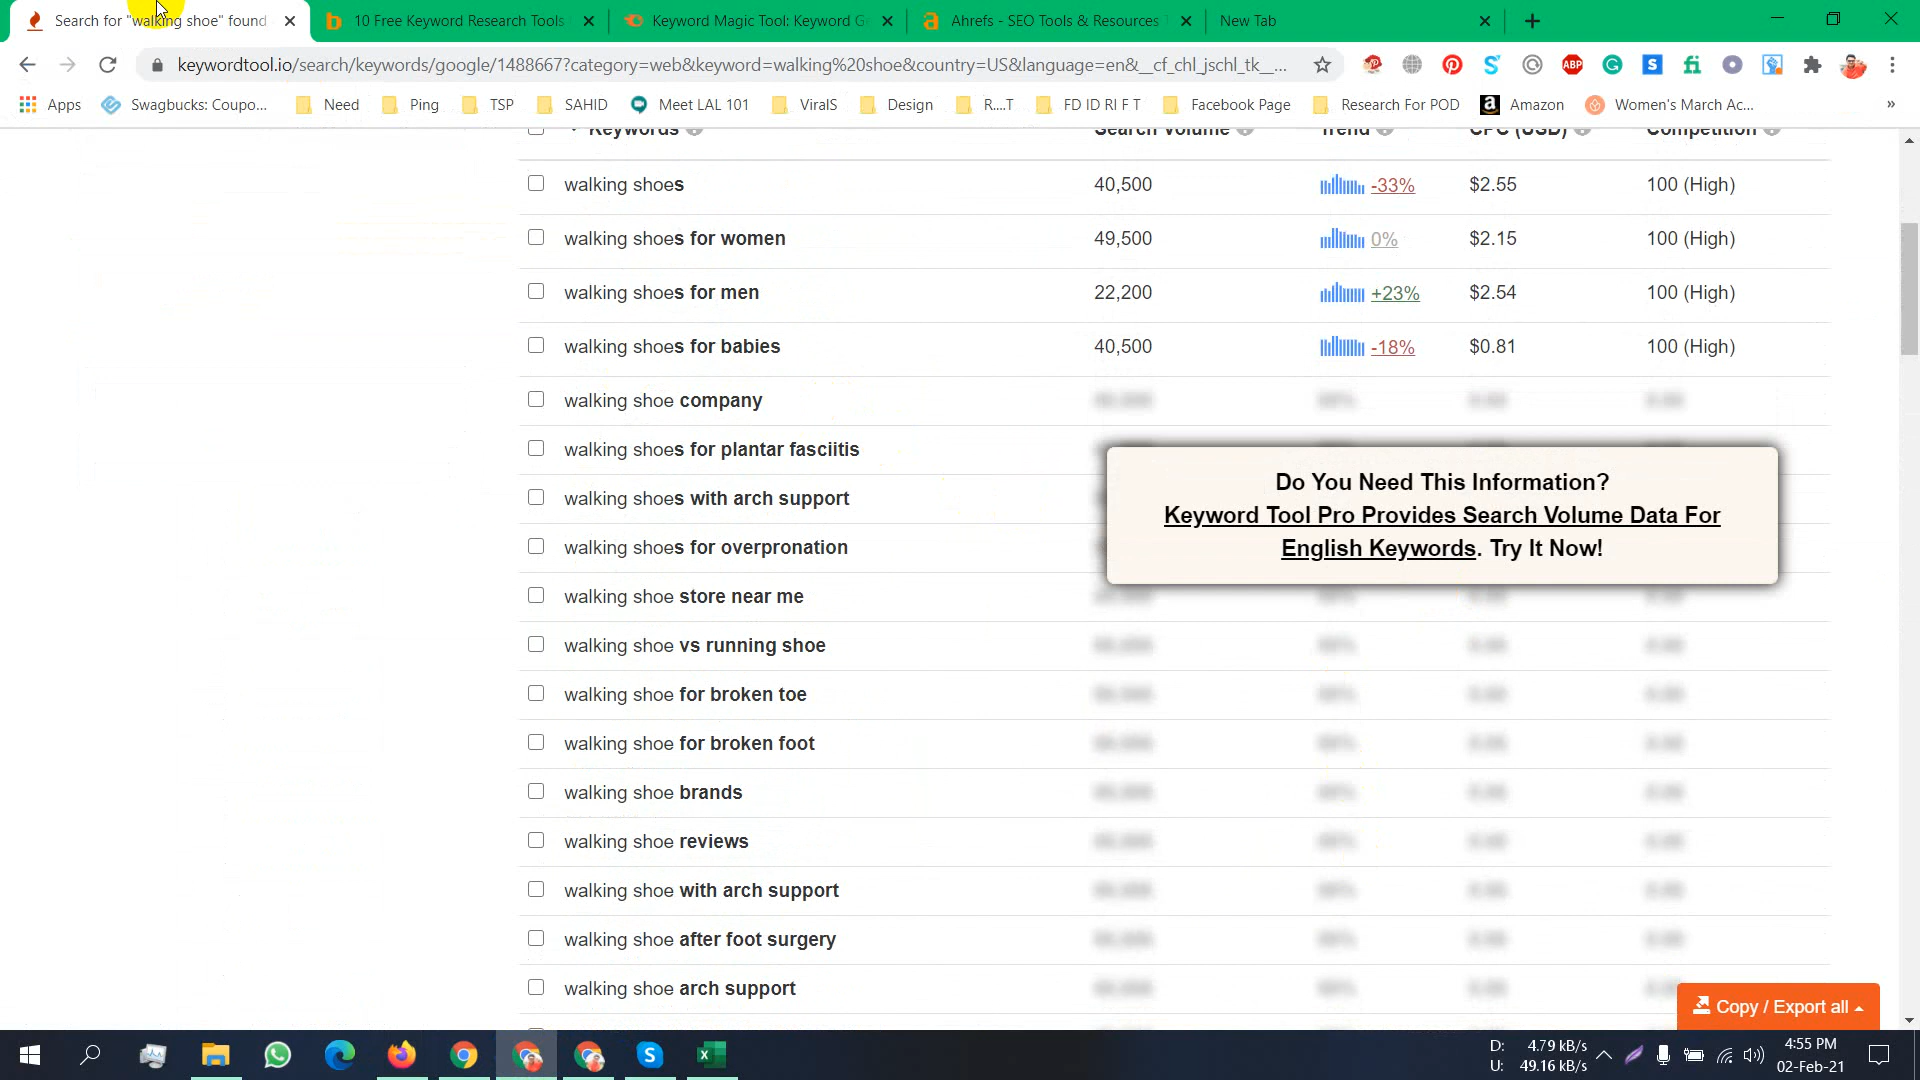 Search for "walking shoe" found
10 Free Keyword Research Tools
Keyword Magic Tool: Keyword Ge
Ahrefs - SEO Tools & Resources T
New Tab
keywordtool.io/search/keywords/google/1488667?category=web&keyword=walking%20shoe&country=US&language=en&__cf_chl_jschl_tk__...
Apps
Swagbucks: Coupo...
Need
Ping
TSP
SAHID
Meet LAL 101
ViralS
Design
R....T
FD ID RI F T
Facebook Page
Research For POD
Amazon
Women's March Ac...
»
Keywords Search Volume Trend CPC (USD) Competition
walking shoes 40,500 -33% $2.55 100 (High)
walking shoes for women 49,500 0% $2.15 100 (High)
walking shoes for men 22,200 +23% $2.54 100 (High)
walking shoes for babies 40,500 -18% $0.81 100 (High)
walking shoe company
walking shoes for plantar fasciitis
walking shoes with arch support
walking shoes for overpronation
walking shoe store near me
walking shoe vs running shoe
walking shoe for broken toe
walking shoe for broken foot
walking shoe brands
walking shoe reviews
walking shoe with arch support
walking shoe after foot surgery
walking shoe arch support
Do You Need This Information?
Keyword Tool Pro Provides Search Volume Data For
English Keywords. Try It Now!
Copy / Export all
D: 4.79 kB/s
U: 49.16 kB/s
4:55 PM
02-Feb-21